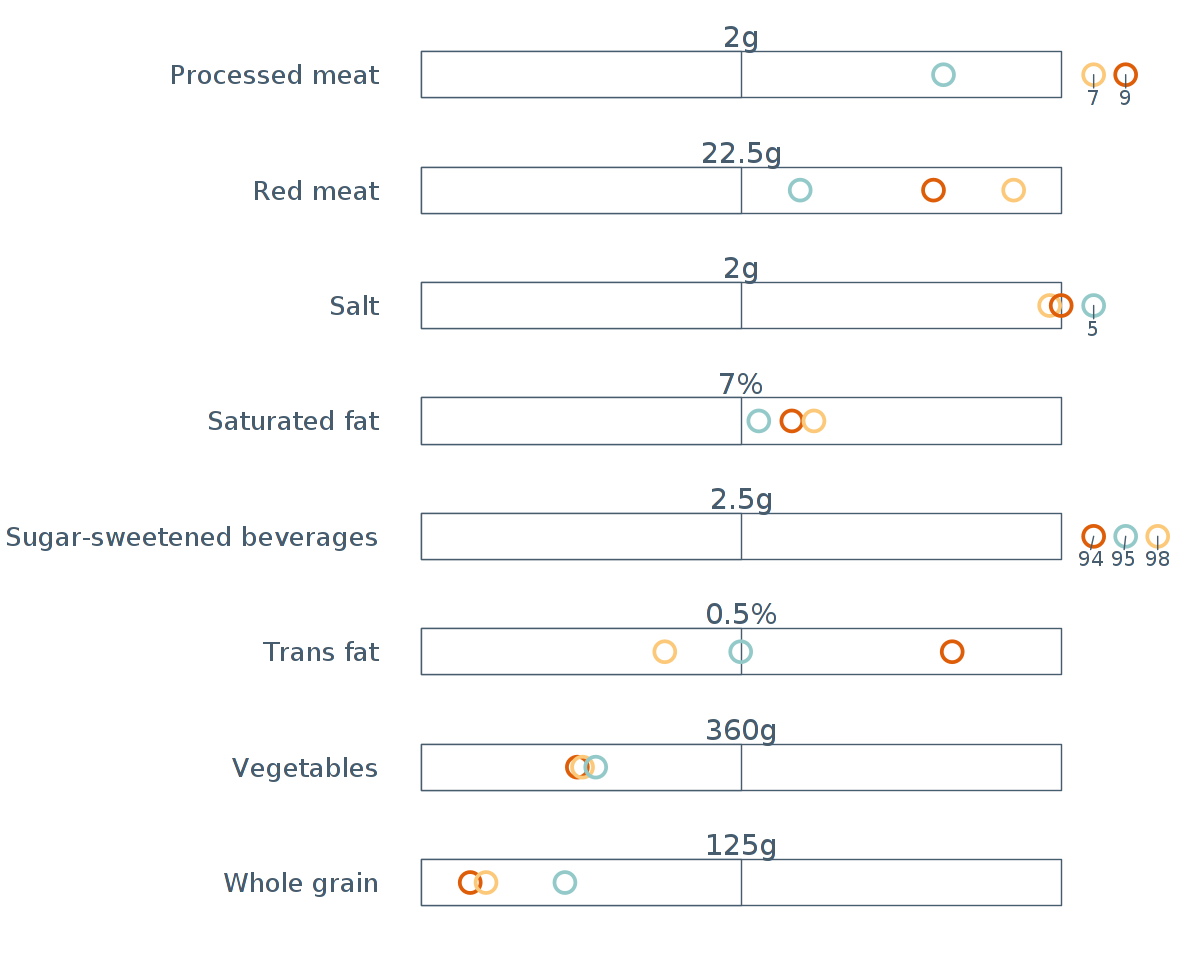 2g
Processed meat
7 9
22.5g
Red meat
2g
Salt
5
7%
Saturated fat
2.5g
Sugar-sweetened beverages
94 95 98
0.5%
Trans fat
360g
Vegetables
125g
Whole grain